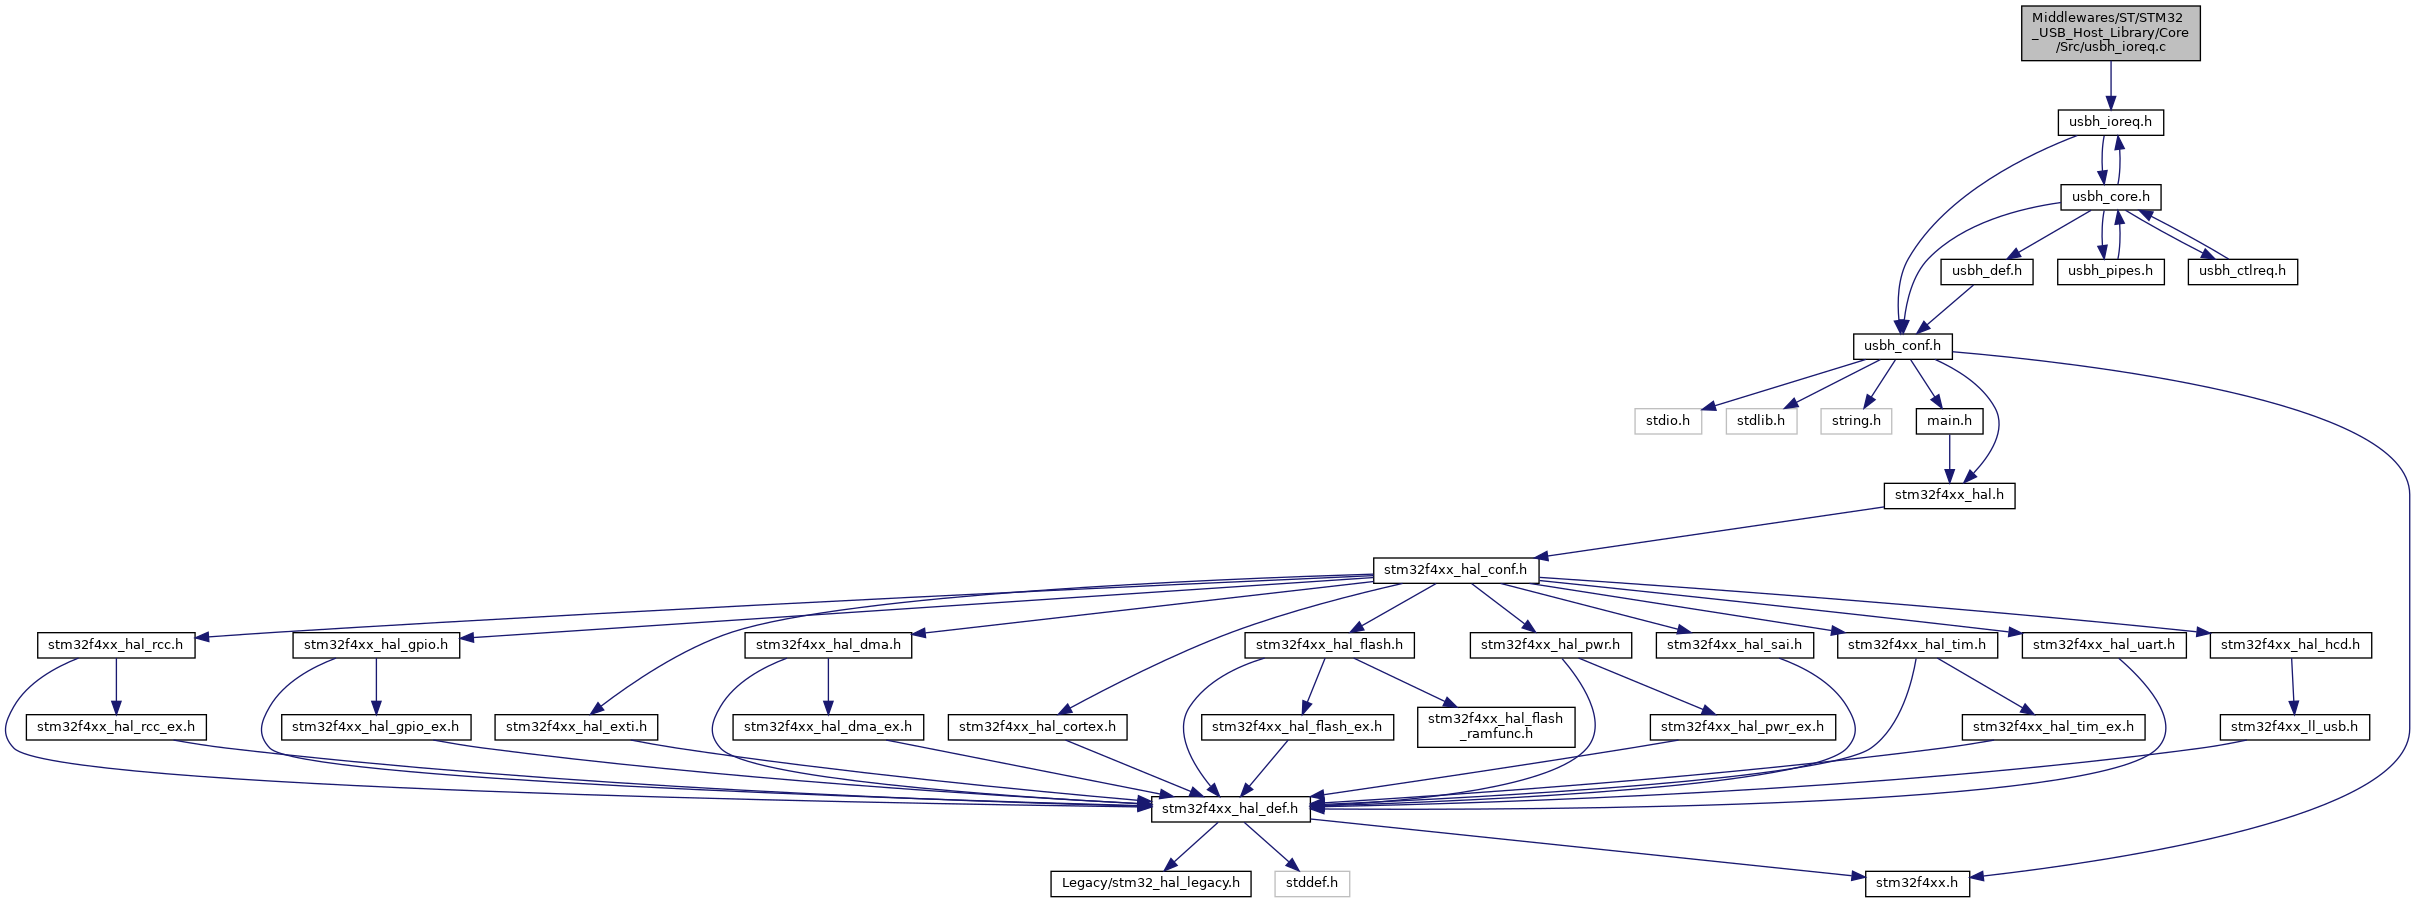 Middlewares/ST/STM32
_USB_Host_Library/Core
/Src/usbh_ioreq.c
usbh_ioreq.h
usbh_core.h
usbh_def.h
usbh_pipes.h
usbh_ctlreq.h
usbh_conf.h
stdio.h
stdlib.h
string.h
main.h
stm32f4xx_hal.h
stm32f4xx_hal_conf.h
stm32f4xx_hal_rcc.h
stm32f4xx_hal_gpio.h
stm32f4xx_hal_dma.h
stm32f4xx_hal_flash.h
stm32f4xx_hal_pwr.h
stm32f4xx_hal_sai.h
stm32f4xx_hal_tim.h
stm32f4xx_hal_uart.h
stm32f4xx_hal_hcd.h
stm32f4xx_hal_rcc_ex.h
stm32f4xx_hal_gpio_ex.h
stm32f4xx_hal_exti.h
stm32f4xx_hal_dma_ex.h
stm32f4xx_hal_cortex.h
stm32f4xx_hal_flash_ex.h
stm32f4xx_hal_flash
_ramfunc.h
stm32f4xx_hal_pwr_ex.h
stm32f4xx_hal_tim_ex.h
stm32f4xx_ll_usb.h
stm32f4xx_hal_def.h
Legacy/stm32_hal_legacy.h
stddef.h
stm32f4xx.h